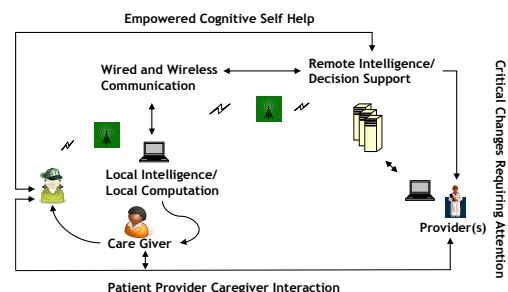 Empowered Cognitive Self Help
Wired and Wireless
Communication
Remote Intelligence/
Decision Support
Critical Changes Requiring Attention
Local Intelligence/
Local Computation
Care Giver
Provider(s)
Patient Provider Caregiver Interaction